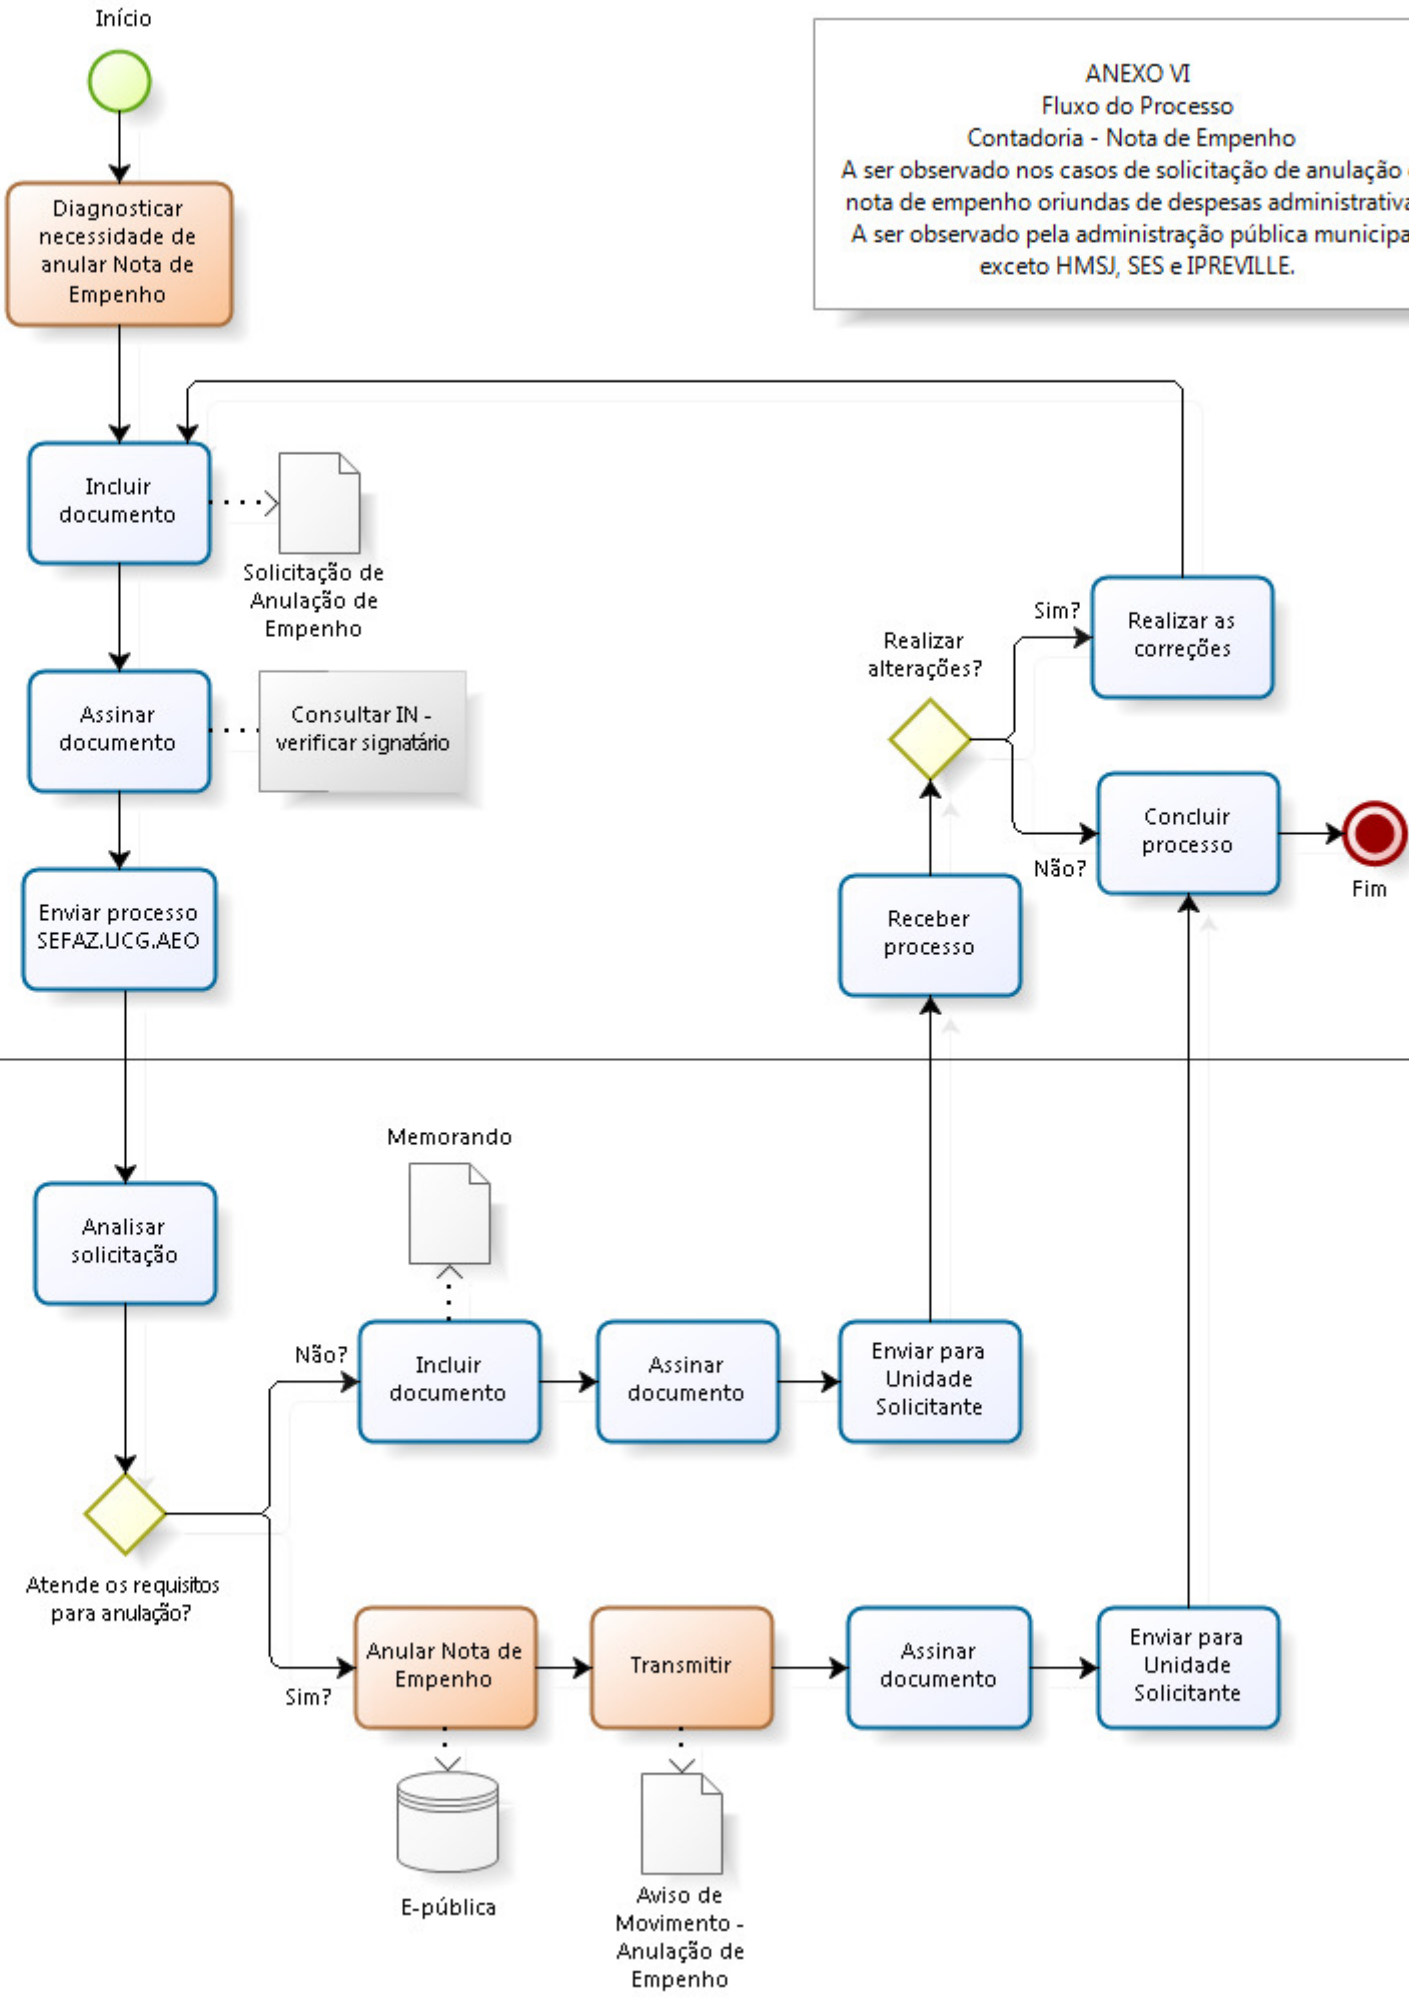 Início
ANEXO VI
Fluxo do Processo
Contadoria - Nota de Empenho
A ser observado nos casos de solicitação de anulação
nota de empenho oriundas de despesas administrativa
A ser observado pela administração pública municipa
exceto HMSJ, SES e IPREVILLE.
Diagnosticar
necessidade de
anular Nota de
Empenho
Incluir
documento
Solicitação de
Anulação de
Empenho
Assinar
documento
Consultar IN -
verificar signatário
Enviar processo
SEFAZ.UCG.AEO
Realizar
alterações?
Sim?
Realizar as
correções
Não?
Concluir
processo
Fim
Receber
processo
Analisar
solicitação
Memorando
Não?
Incluir
documento
Assinar
documento
Enviar para
Unidade
Solicitante
Atende os requisitos
para anulação?
Sim?
Anular Nota de
Empenho
Transmitir
Assinar
documento
Enviar para
Unidade
Solicitante
E-pública
Aviso de
Movimento -
Anulação de
Empenho